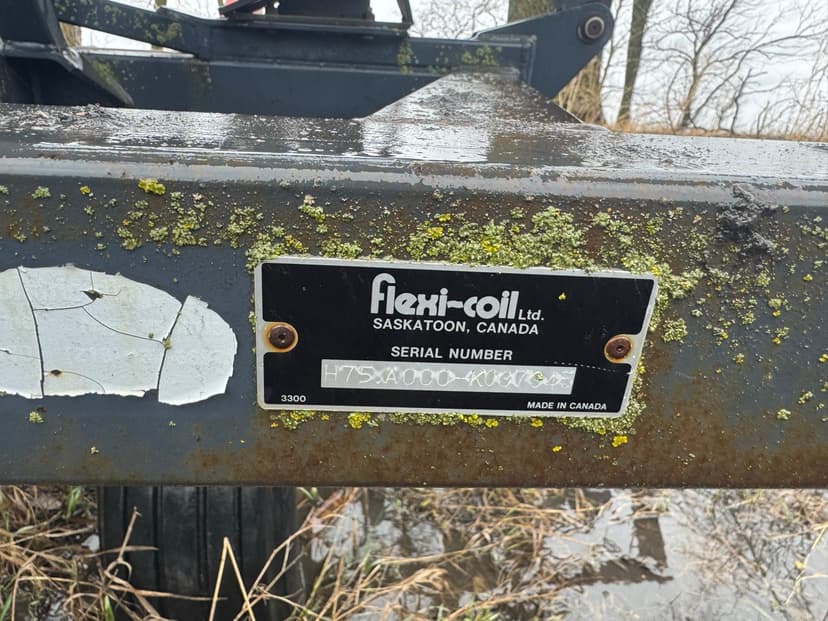 flexi-coil Ltd.
SASKATOON, CANADA
SERIAL NUMBER
3300
MADE IN CANADA